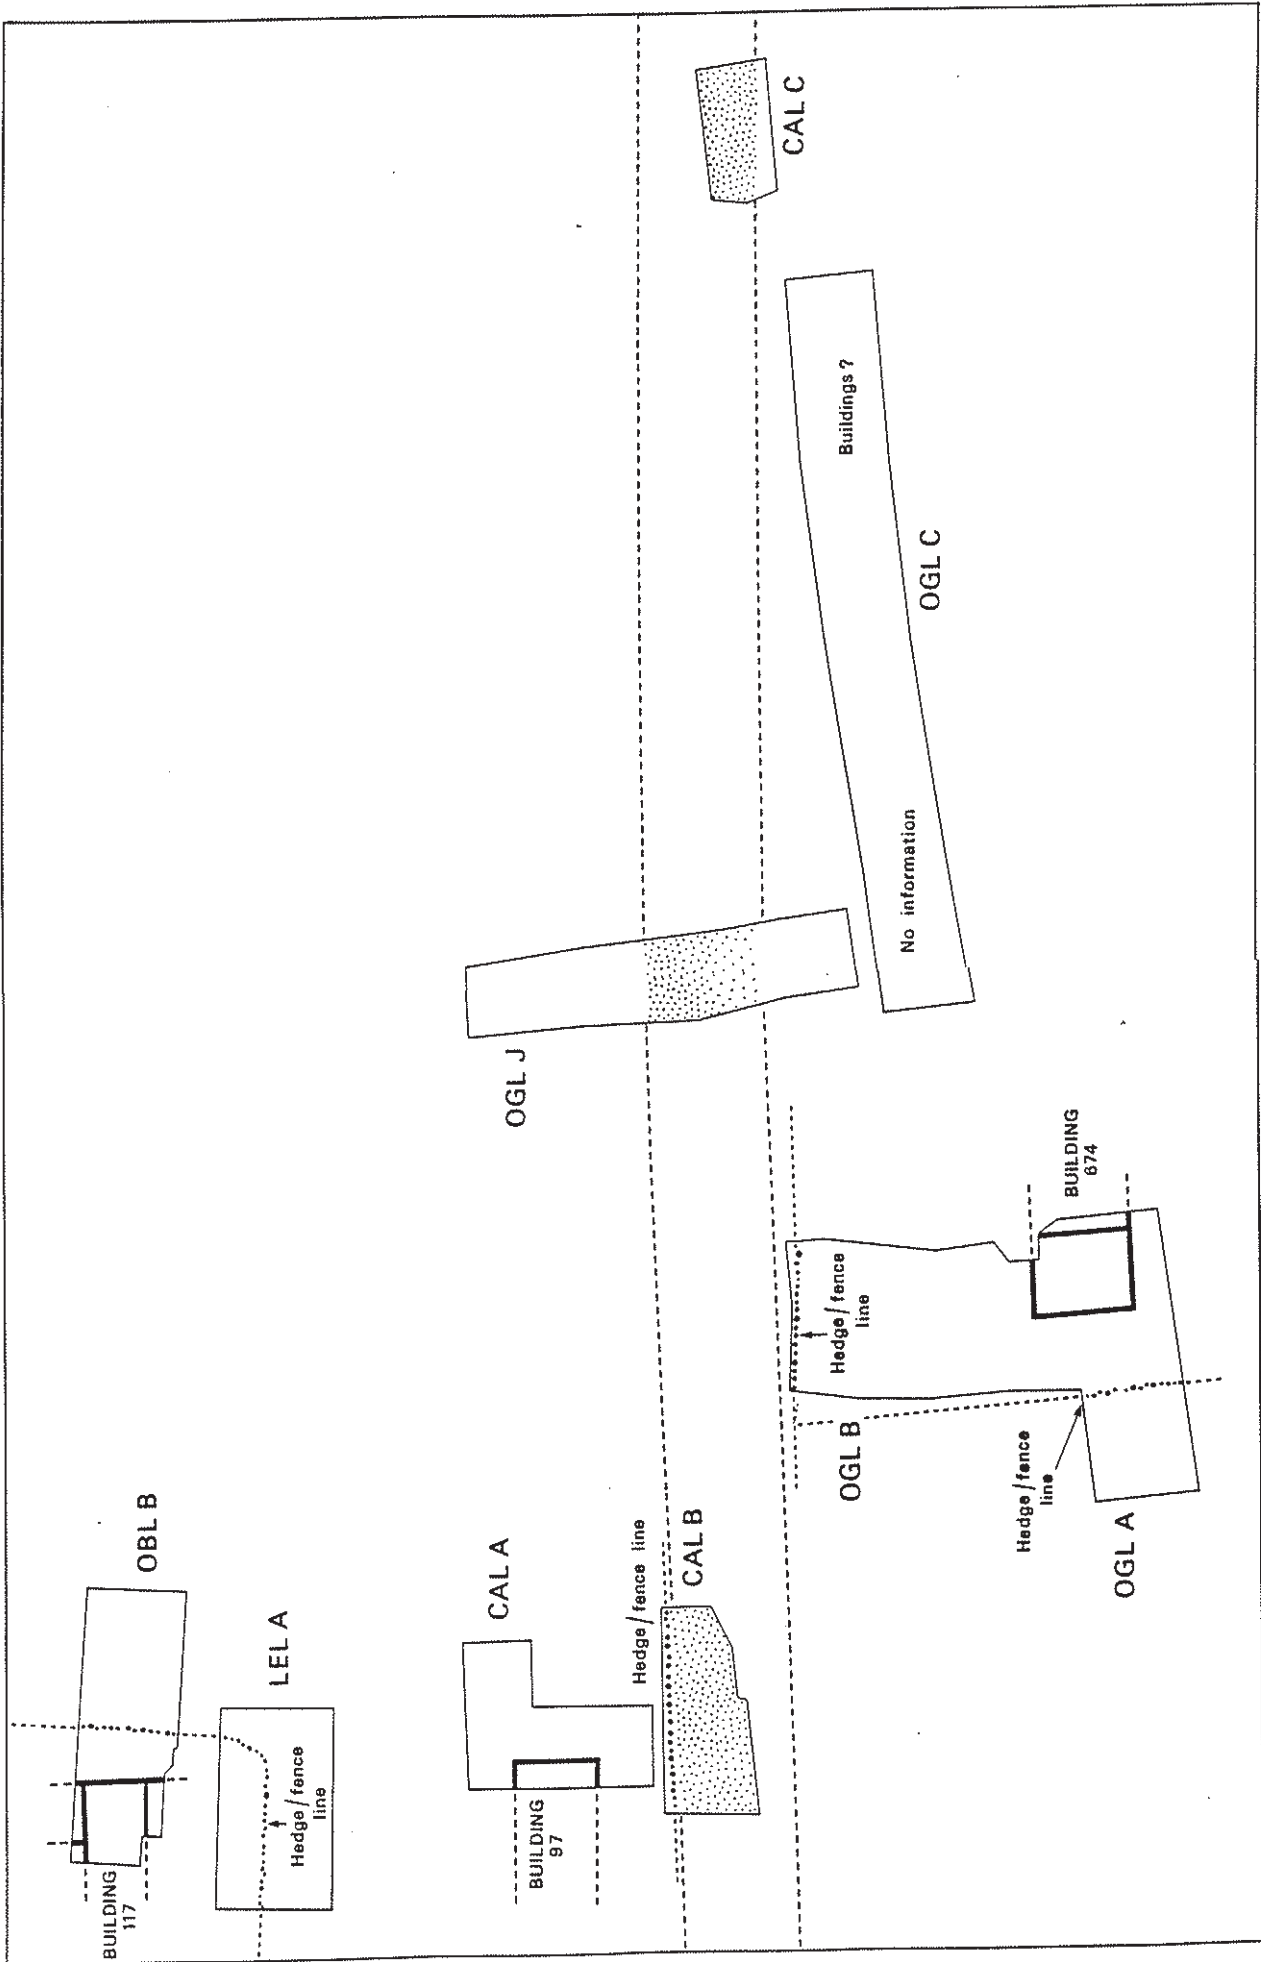 OBL B
BUILDING
117
LEL A
Hedge/fence
line
CAL A
BUILDING
97
Hedge/fence line
CAL B
OGL J
CAL C
Buildings ?
No information
OGL C
OGL B
Hedge/fence
line
BUILDING
674
Hedge/fence
line
OGL A